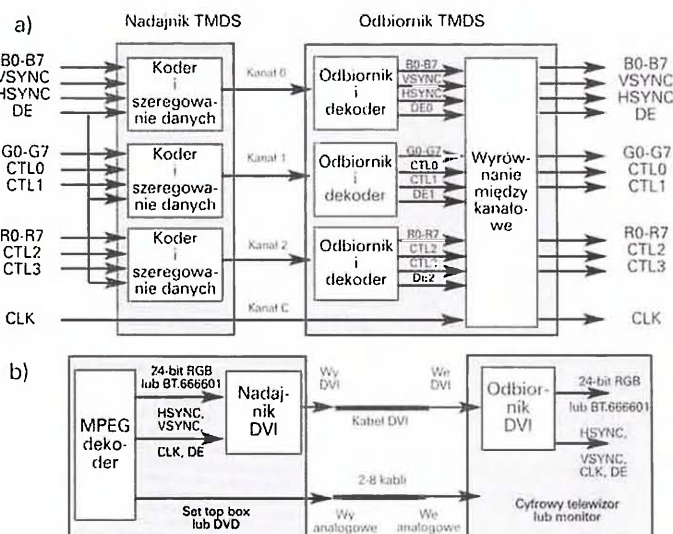 a)
Nadajnik TMDS
Odbiornik TMDS
B0-B7
VSYNC
HSYNC
DE
Koder
i
szeregowa-
nie danych
Kanał 0
Odbiornik
i
dekoder
B0-B7
VSYNC
HSYNC
DE0
B0-B7
VSYNC
HSYNC
DE
G0-G7
CTL0
CTL1
Koder
i
szeregowa-
nie danych
Kanał 1
Odbiornik
i
dekoder
G0-G7
CTL0
CTL1
DE1
Wyrów-
nanie
między
kanało-
we
G0-G7
CTL0
CTL1
R0-R7
CTL2
CTL3
Koder
i
szeregowa-
nie danych
Kanał 2
Odbiornik
i
dekoder
R0-R7
CTL2
CTL3
DE2
R0-R7
CTL2
CTL3
CLK
Kanał C
CLK
b)
MPEG
deko-
der
24-bit RGB
lub BT.666601
HSYNC,
VSYNC,
CLK, DE
Nadaj-
nik
DVI
Wy
DVI
Kabel DVI
We
DVI
Odbior-
nik
DVI
24-bit RGB
lub BT.666601
HSYNC,
VSYNC,
CLK, DE
Set top box
lub DVD
2-8 kabli
Wy
analogowe
We
analogowe
Cyfrowy telewizor
lub monitor